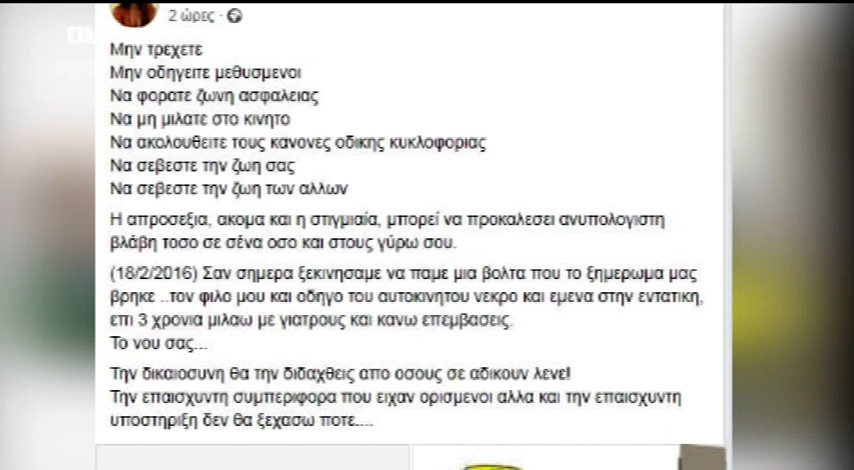 2 ώρες ·
Μην τρεχετε
Μην οδηγειτε μεθυσμενοι
Να φορατε ζωνη ασφαλειας
Να μη μιλατε στο κινητο
Να ακολουθειτε τους κανονες οδικης κυκλοφοριας
Να σεβεστε την ζωη σας
Να σεβεστε την ζωη των αλλων
Η απροσεξια, ακομα και η στιγμιαία, μπορεί να προκαλεσει ανυπολογιστη
βλάβη τοσο σε σένα οσο και στους γύρω σου.
(18/2/2016) Σαν σημερα ξεκινησαμε να παμε μια βολτα που το ξημερωμα μας
βρηκε ..τον φιλο μου και οδηγο του αυτοκινητου νεκρο και εμενα στην εντατικη,
επι 3 χρονια μιλαω με γιατρους και κανω επεμβασεις.
Το νου σας...
Την δικαιοσυνη θα την διδαχθεις απο οσους σε αδικουν λενε!
Την επαισχυντη συμπεριφορα που ειχαν ορισμενοι αλλα και την επαισχυντη
υποστηριξη δεν θα ξεχασω ποτε....